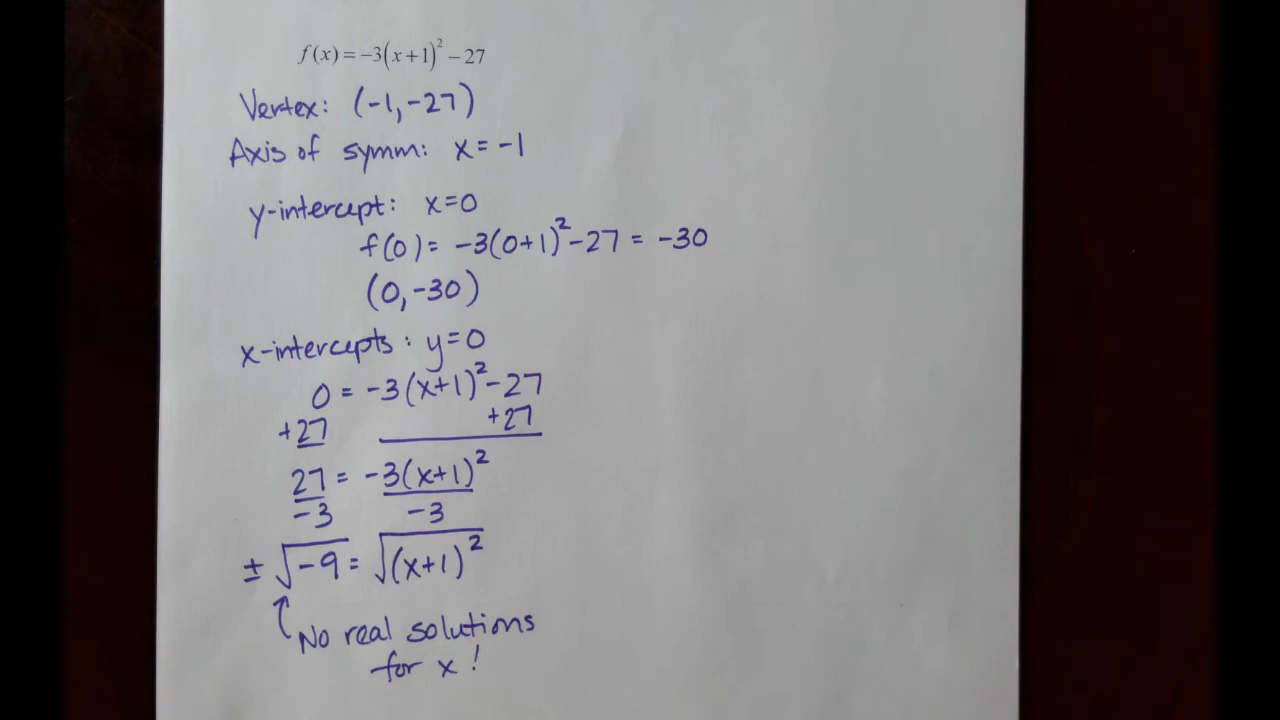 f(x)=-3(x+1)²-27
Vertex: (-1,-27)
Axis of symm: x=-1
y-intercept: x=0
f(0)= -3(0+1)²-27 = -30
(0,-30)
x-intercepts: y=0
0 = -3(x+1)²-27
+27 +27
27 = -3(x+1)²
-3 -3
± √-9 = √(x+1)²
No real solutions
for x!